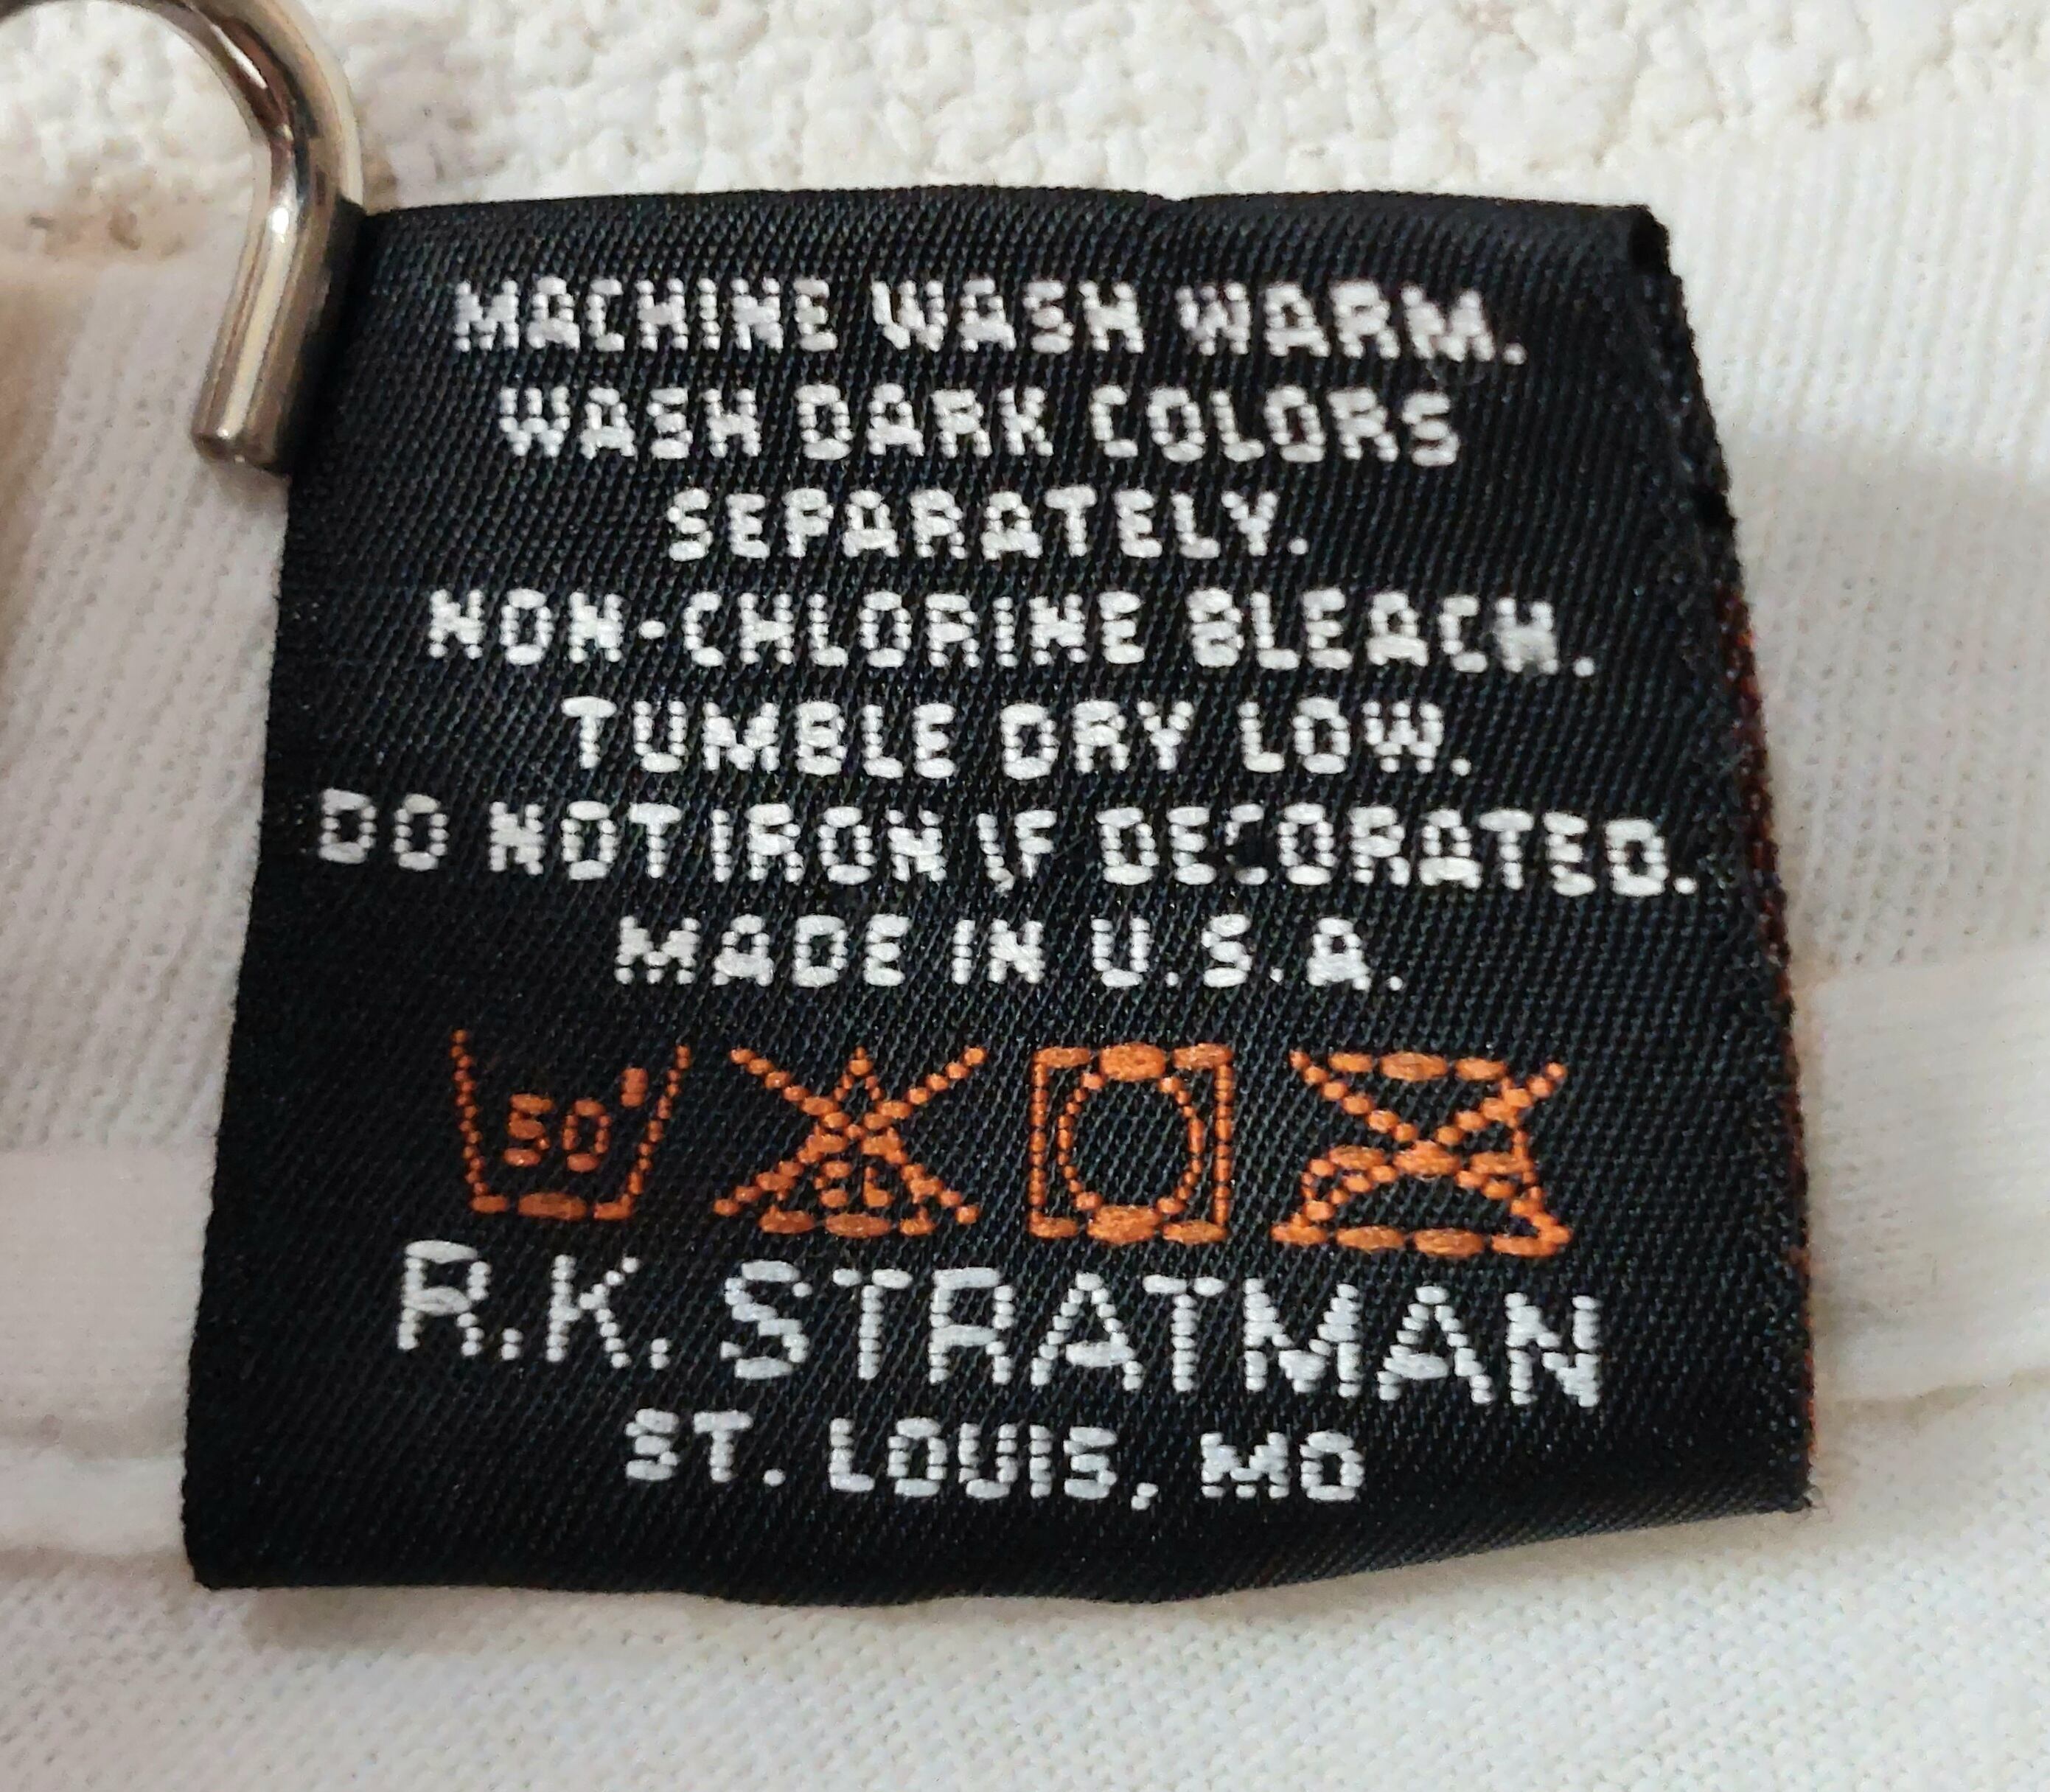 MACHINE WASH WARM.
WASH DARK COLORS
SEPARATELY.
NON-CHLORINE BLEACH.
TUMBLE DRY LOW.
DO NOT IRON IF DECORATED.
MADE IN U.S.A.
50° CL
R.K. STRATMAN
ST. LOUIS, MO